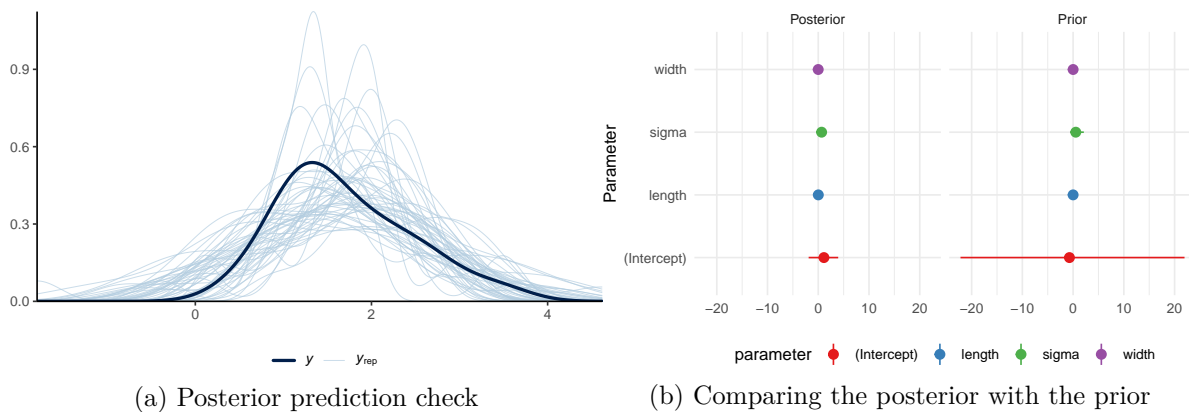 0.9
0.6
0.3
0.0
0 2 4
y yrep
(a) Posterior prediction check
Posterior Prior
Parameter
width
sigma
length
(Intercept)
−20 −10 0 10 20 −20 −10 0 10 20
parameter (Intercept) length sigma width
(b) Comparing the posterior with the prior